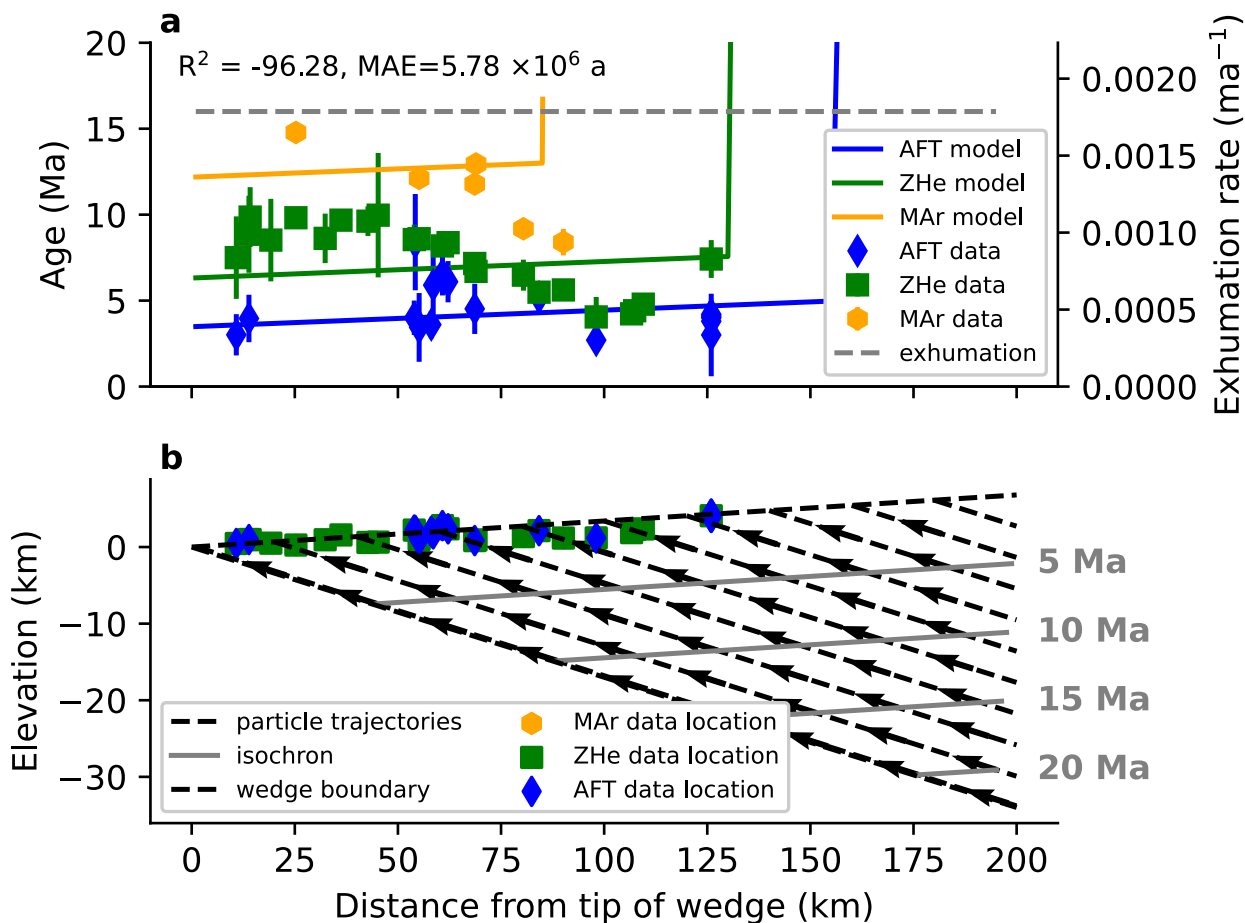 a
R² = -96.28, MAE=5.78 ×10⁶ a
20
15
10
5
0
Age (Ma)
0.0020
0.0015
0.0010
0.0005
0.0000
Exhumation rate (ma⁻¹)
AFT model
ZHe model
MAr model
AFT data
ZHe data
MAr data
exhumation
b
0
−10
−20
−30
Elevation (km)
5 Ma
10 Ma
15 Ma
20 Ma
particle trajectories
isochron
wedge boundary
MAr data location
ZHe data location
AFT data location
0 25 50 75 100 125 150 175 200
Distance from tip of wedge (km)